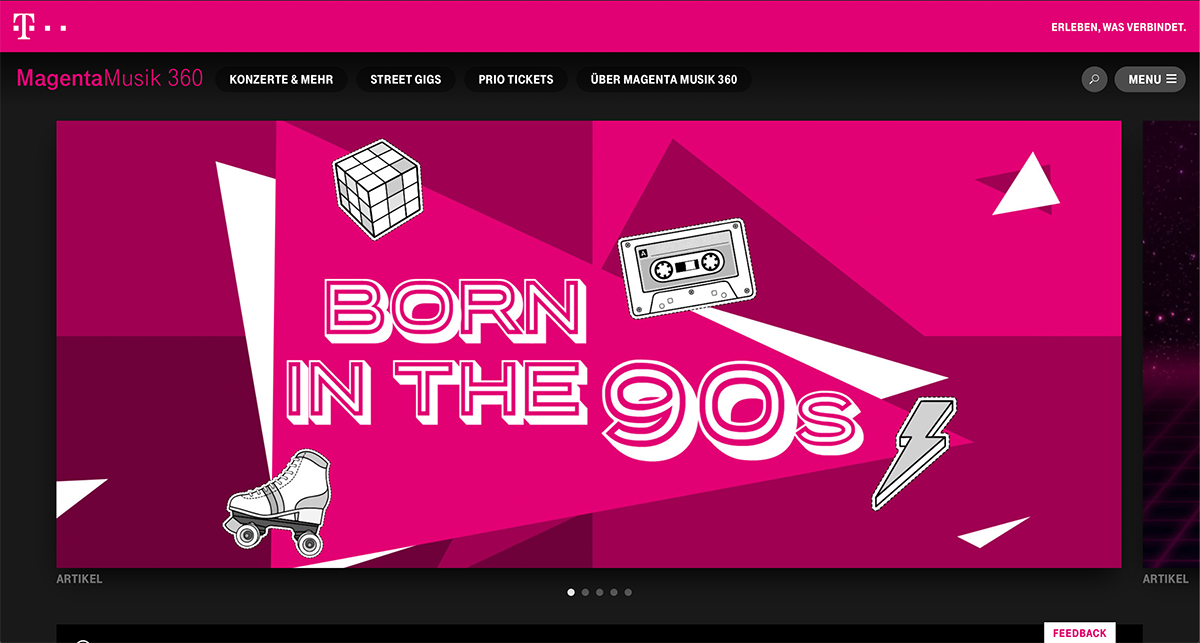 T
ERLEBEN, WAS VERBINDET.
MagentaMusik 360
KONZERTE & MEHR
STREET GIGS
PRIO TICKETS
ÜBER MAGENTA MUSIK 360
MENU
A
BORN
IN THE 90s
ARTIKEL
ARTIKEL
FEEDBACK